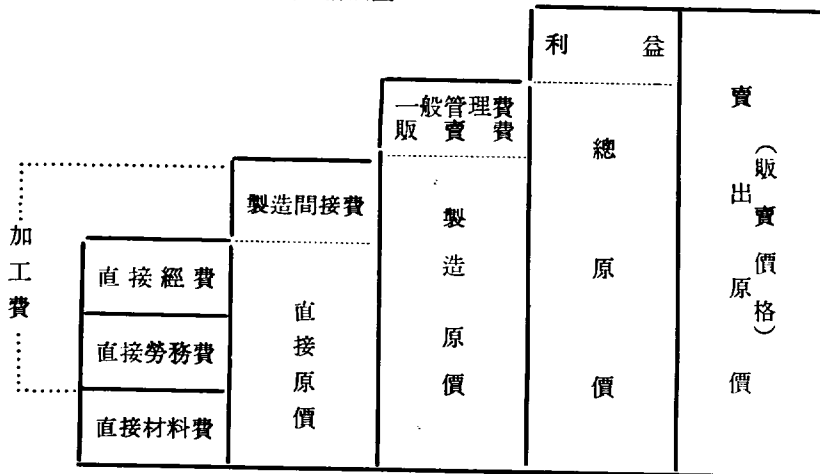 加工費
直接經費
直接勞務費
直接材料費
製造間接費
直接原價
一般管理費
販賣費
製造原價
利益
總原價
賣出原價
(販賣價格)